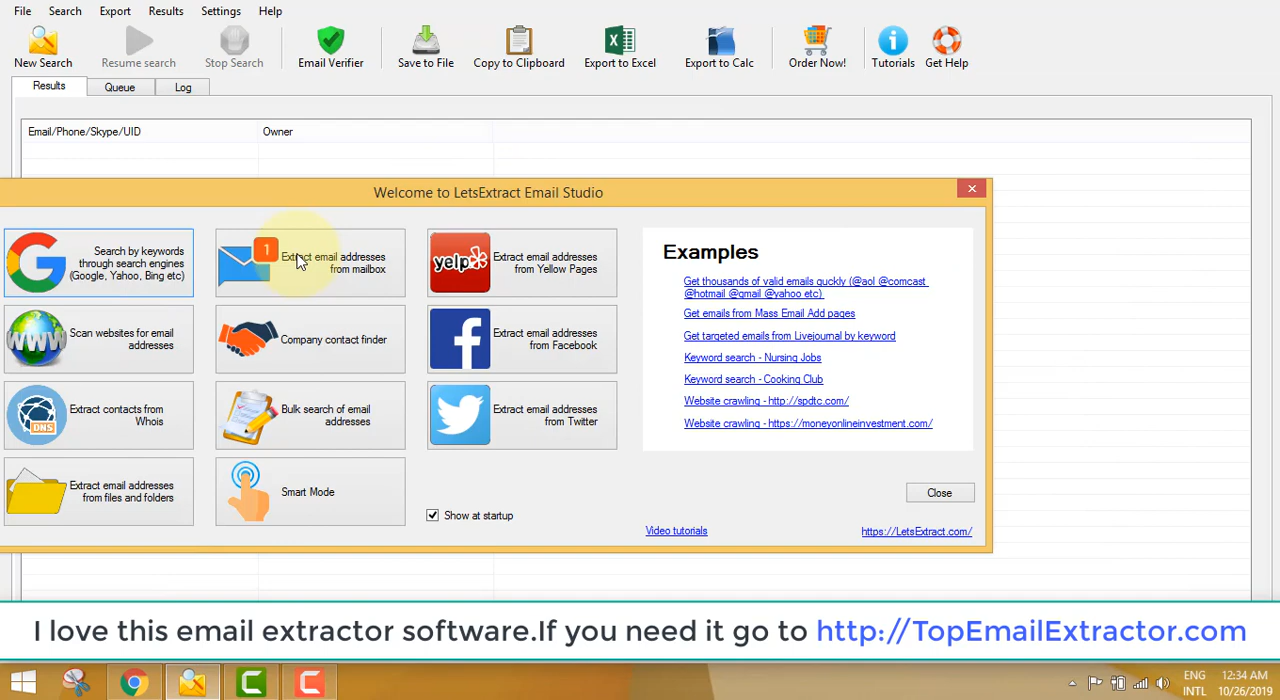 File Search Export Results Settings Help
New Search Resume search Stop Search Email Verifier Save to File Copy to Clipboard Export to Excel Export to Calc Order Now! Tutorials Get Help
Results Queue Log
Email/Phone/Skype/UID Owner
Welcome to LetsExtract Email Studio
Search by keywords
through search engines
(Google, Yahoo, Bing etc)
1
Extract email addresses
from mailbox
yelp
Extract email addresses
from Yellow Pages
WWW
Scan websites for email
addresses
Company contact finder
Extract email addresses
from Facebook
DNS
Extract contacts from
Whois
Bulk search of email
addresses
Extract email addresses
from Twitter
Extract email addresses
from files and folders
Smart Mode
Show at startup
Examples
Get thousands of valid emails quckly (@aol @comcast
@hotmail @gmail @yahoo etc).
Get emails from Mass Email Add pages
Get targeted emails from Livejournal by keyword
Keyword search - Nursing Jobs
Keyword search - Cooking Club
Website crawling - http://spdtc.com/
Website crawling - https://moneyonlineinvestment.com/
Close
Video tutorials https://LetsExtract.com/
I love this email extractor software.If you need it go to http://TopEmailExtractor.com
ENG 12:34 AM
INTL 10/26/2019